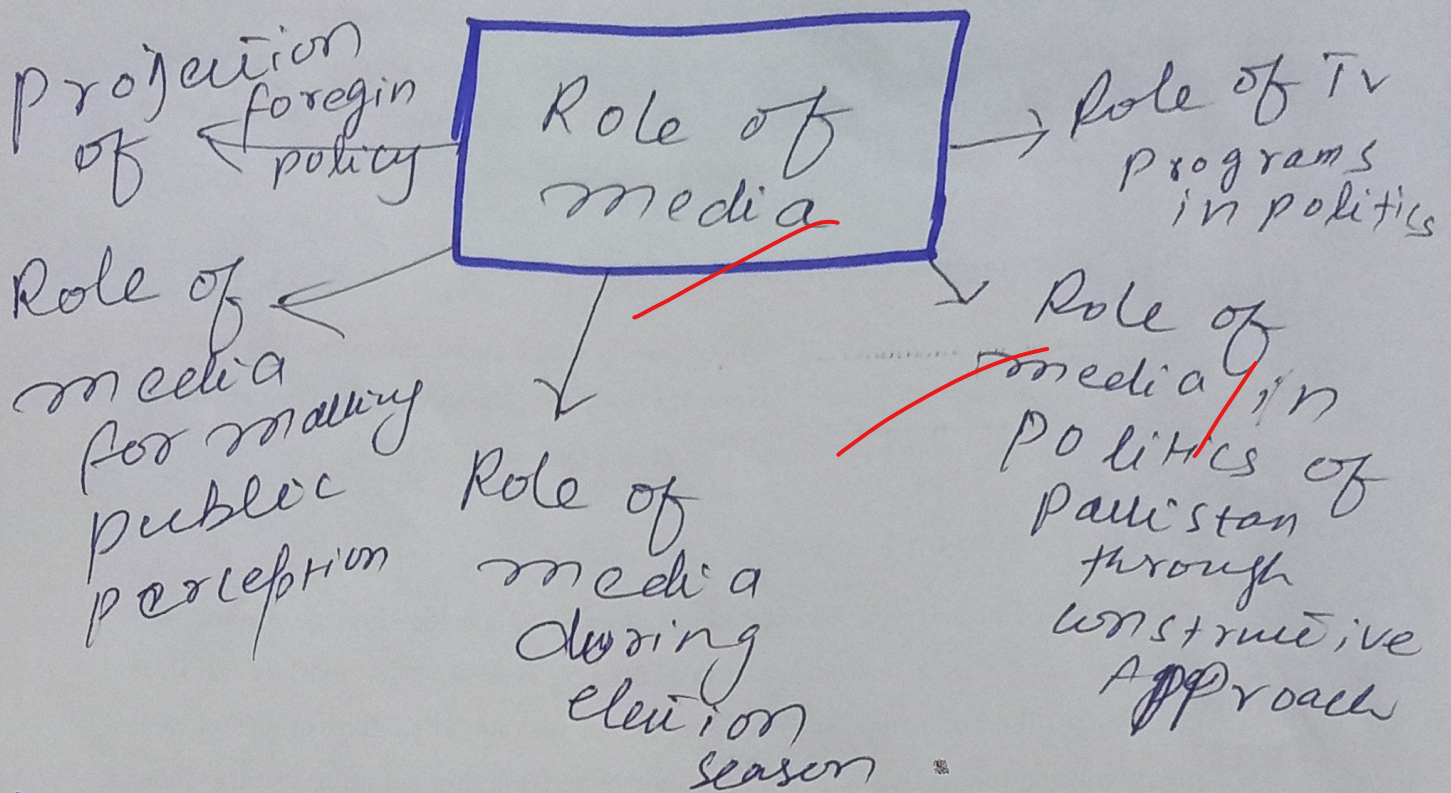 Role of
media
Projection
of foregin
policy
Role of
media
for making
public
perception
Role of
media
during
election
season
Role of
media in
politics of
Pakistan
through
constructive
Approach
Role of Tv
programs
in politics